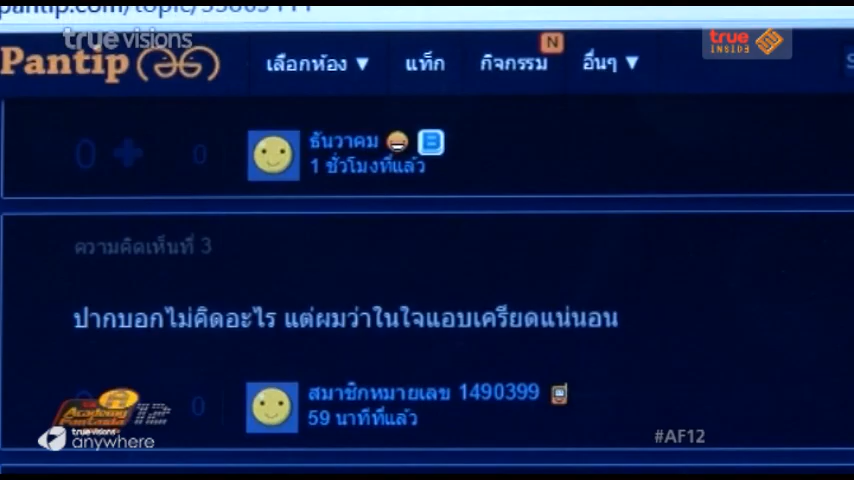 true visions
true
INSIDE
Pantip
เลือกห้อง ▼ แท็ก กิจกรรม N อื่นๆ ▼
0 + 0
ธันวาคม B
1 ชั่วโมงที่แล้ว
ความคิดเห็นที่ 3
ปากบอกไม่คิดอะไร แต่ผมว่าในใจแอบเครียดแน่นอน
0
สมาชิกหมายเลข 1490399
59 นาทีที่แล้ว
Academy
Fantasia
12
true visions
anywhere
#AF12